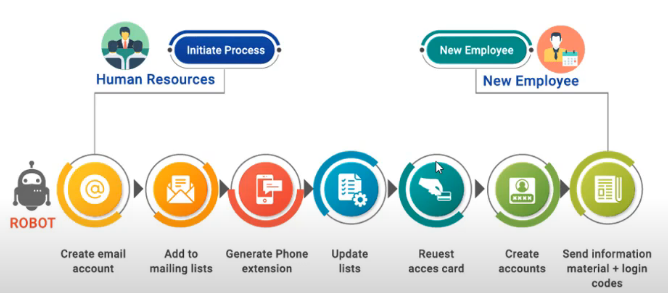 Initiate Process
New Employee
Human Resources
New Employee
ROBOT
Create email
account
Add to
mailing lists
Generate Phone
extension
Update
lists
Reuest
acces card
Create
accounts
Send information
material + login
codes